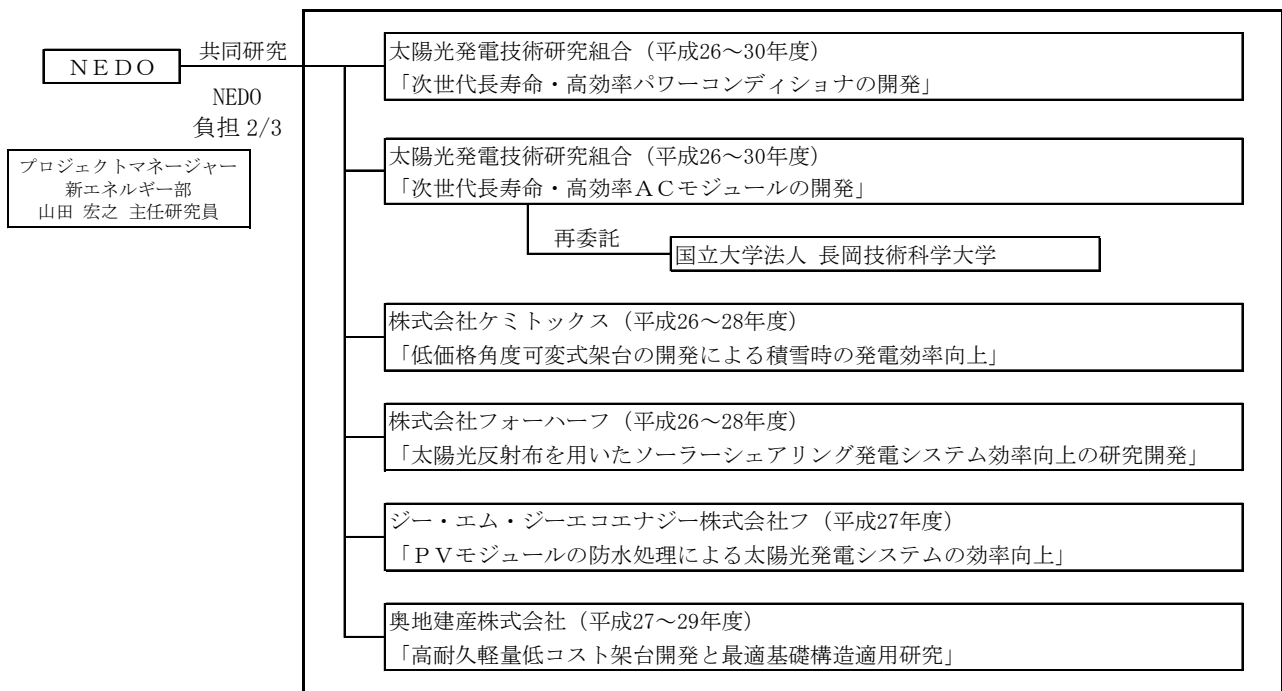 NEDO
共同研究
NEDO
負担 2/3
プロジェクトマネージャー
新エネルギー部
山田 宏之 主任研究員
太陽光発電技術研究組合（平成26～30年度）
「次世代長寿命・高効率パワーコンディショナの開発」
太陽光発電技術研究組合（平成26～30年度）
「次世代長寿命・高効率ＡＣモジュールの開発」
再委託
国立大学法人 長岡技術科学大学
株式会社ケミトックス（平成26～28年度）
「低価格角度可変式架台の開発による積雪時の発電効率向上」
株式会社フォーハーフ（平成26～28年度）
「太陽光反射布を用いたソーラーシェアリング発電システム効率向上の研究開発」
ジー・エム・ジーエコエナジー株式会社フ（平成27年度）
「ＰＶモジュールの防水処理による太陽光発電システムの効率向上」
奥地建産株式会社（平成27～29年度）
「高耐久軽量低コスト架台開発と最適基礎構造適用研究」